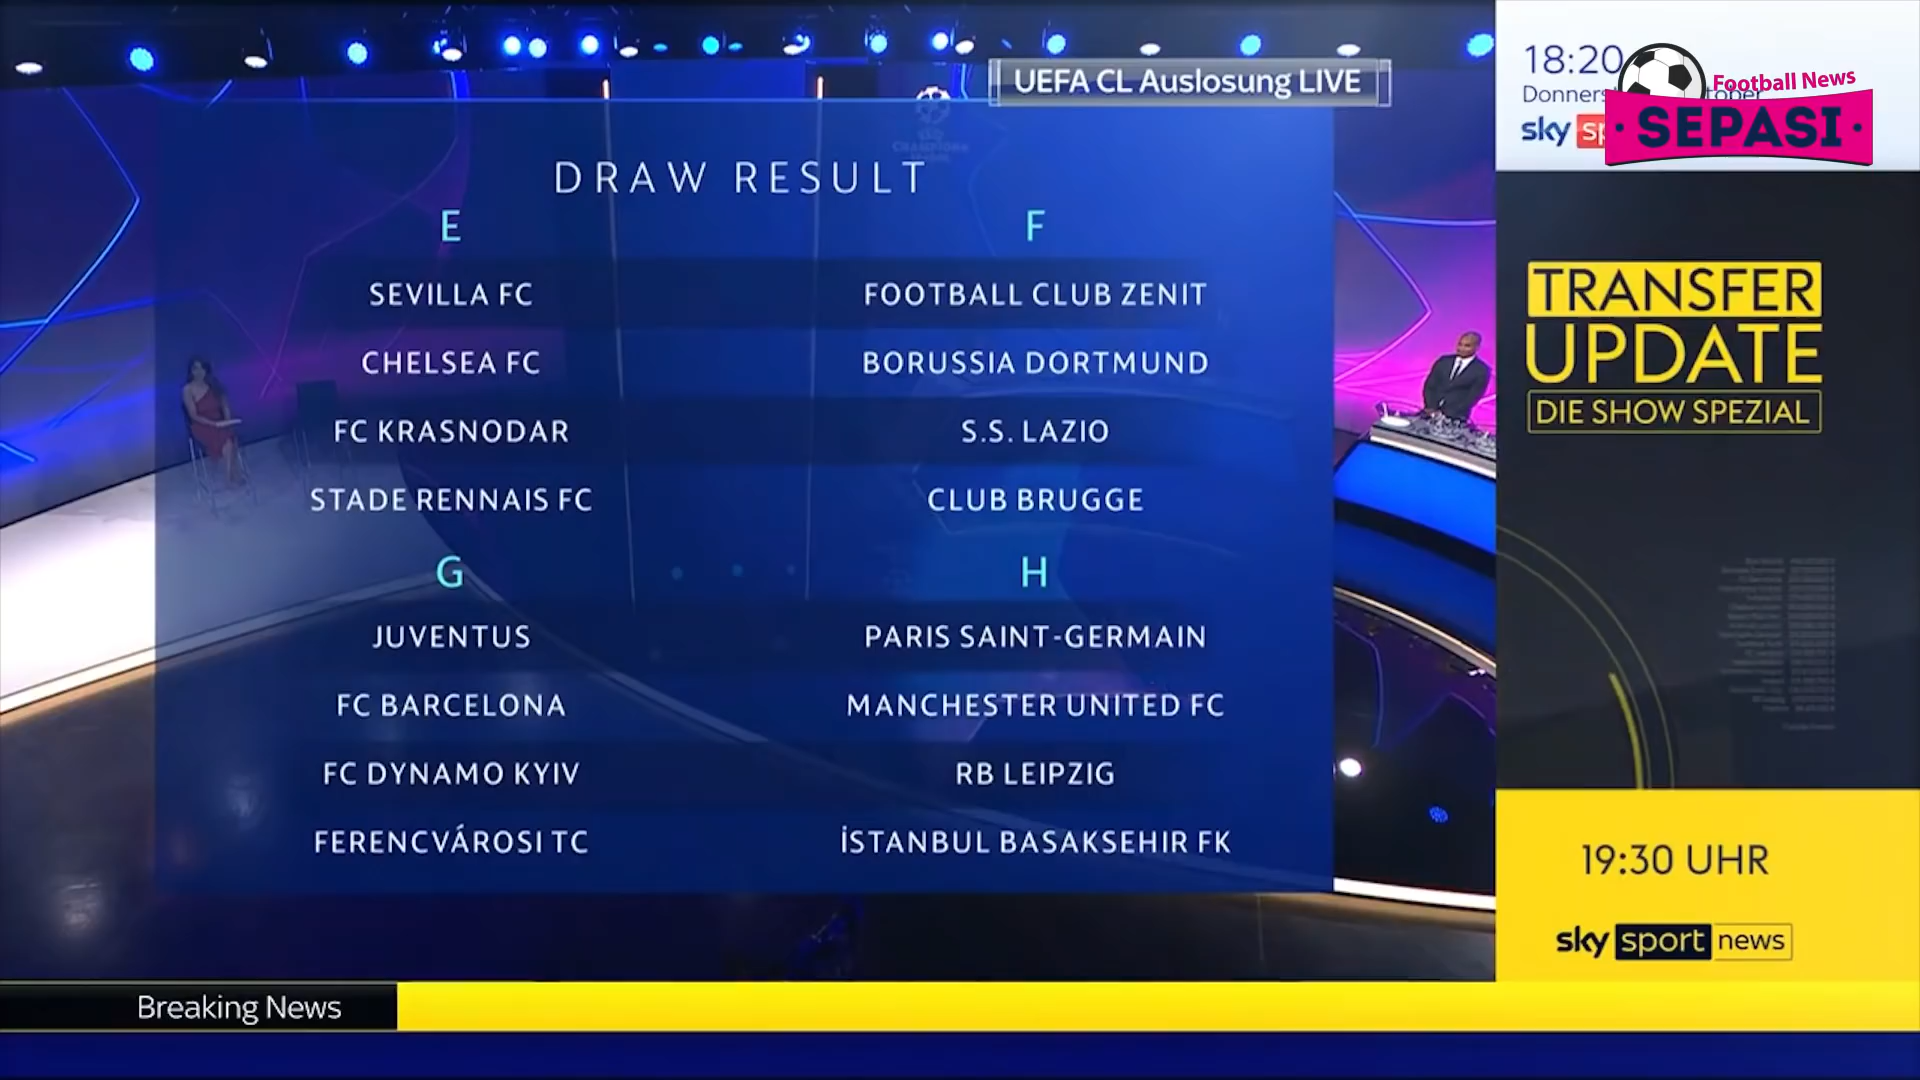 UEFA CL Auslosung LIVE
DRAW RESULT
E
SEVILLA FC
CHELSEA FC
FC KRASNODAR
STADE RENNAIS FC
F
FOOTBALL CLUB ZENIT
BORUSSIA DORTMUND
S.S. LAZIO
CLUB BRUGGE
G
JUVENTUS
FC BARCELONA
FC DYNAMO KYIV
FERENCVÁROSI TC
H
PARIS SAINT-GERMAIN
MANCHESTER UNITED FC
RB LEIPZIG
İSTANBUL BASAKSEHIR FK
18:20
Football News
SEPASI
sky
TRANSFER
UPDATE
DIE SHOW SPEZIAL
19:30 UHR
sky sport news
Breaking News